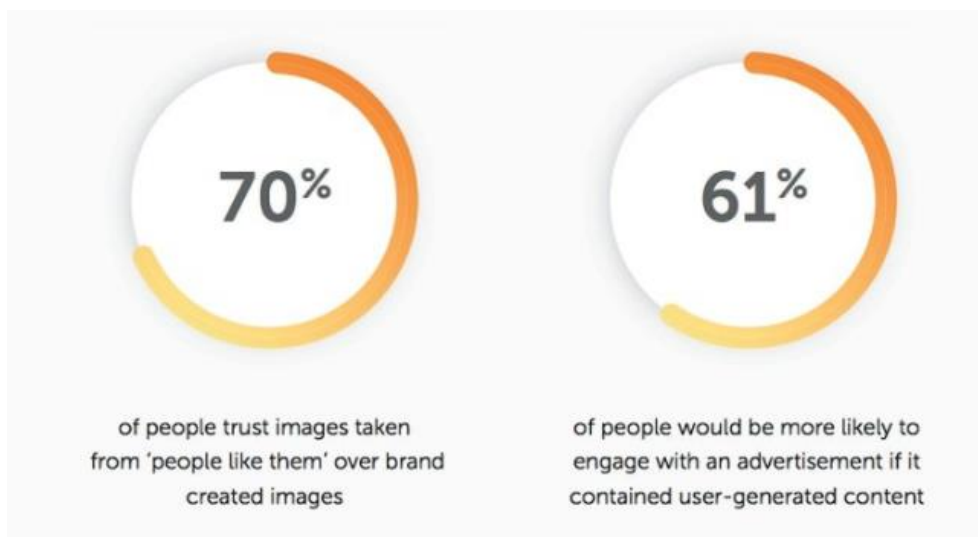 70%
of people trust images taken
from ‘people like them’ over brand
created images
61%
of people would be more likely to
engage with an advertisement if it
contained user-generated content